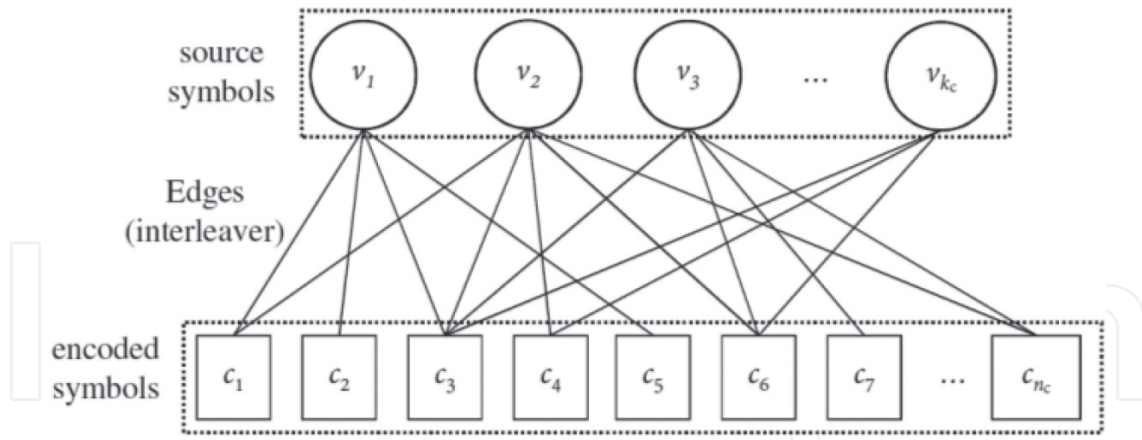 source
symbols
v1 v2 v3 ... vkc
Edges
(interleaver)
encoded
symbols
c1 c2 c3 c4 c5 c6 c7 ... cnc